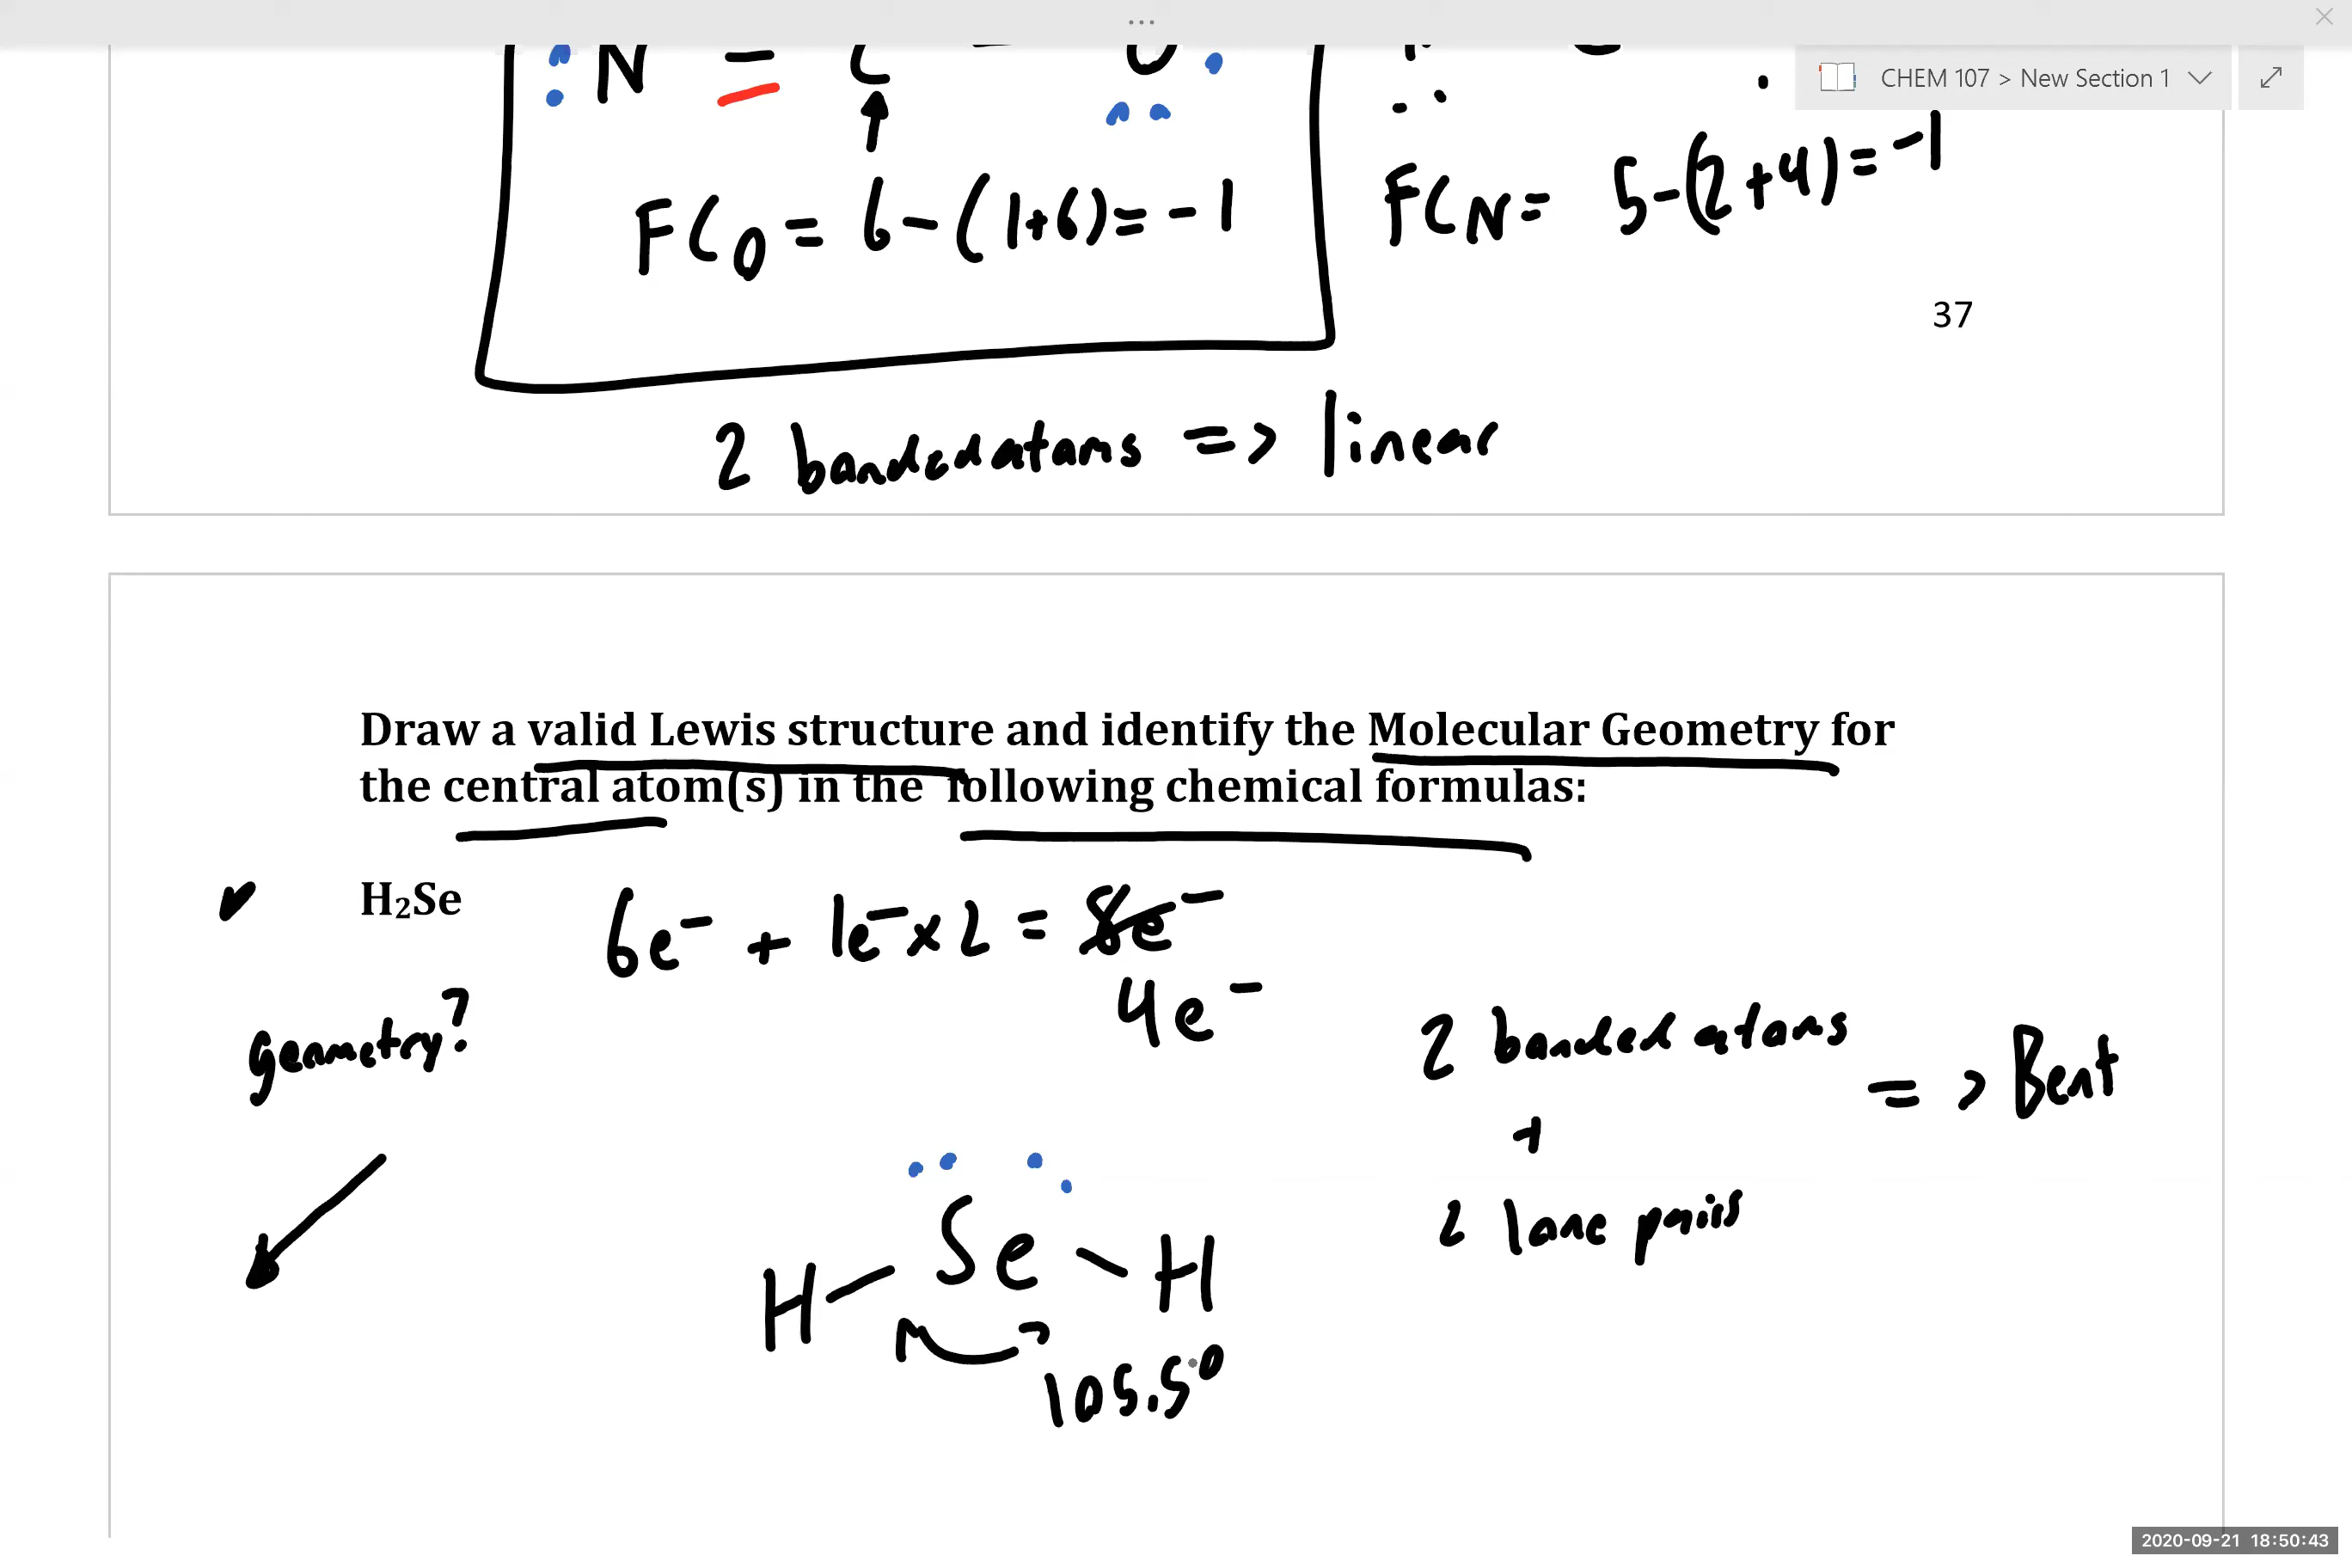 ...
CHEM 107 > New Section 1
N = C - O
FC_O = 6-(1+6)= -1
FC_N= 5-(2+4)= -1
37
2 bonded atoms => linear
Draw a valid Lewis structure and identify the Molecular Geometry for
the central atom(s) in the following chemical formulas:
H₂Se
6e⁻ + 1e⁻ x 2 = 8e⁻
4e⁻
geometry?
2 bonded atoms
+
2 lone pairs
=> Bent
H - Se - H
105.5°
2020-09-21 18:50:43